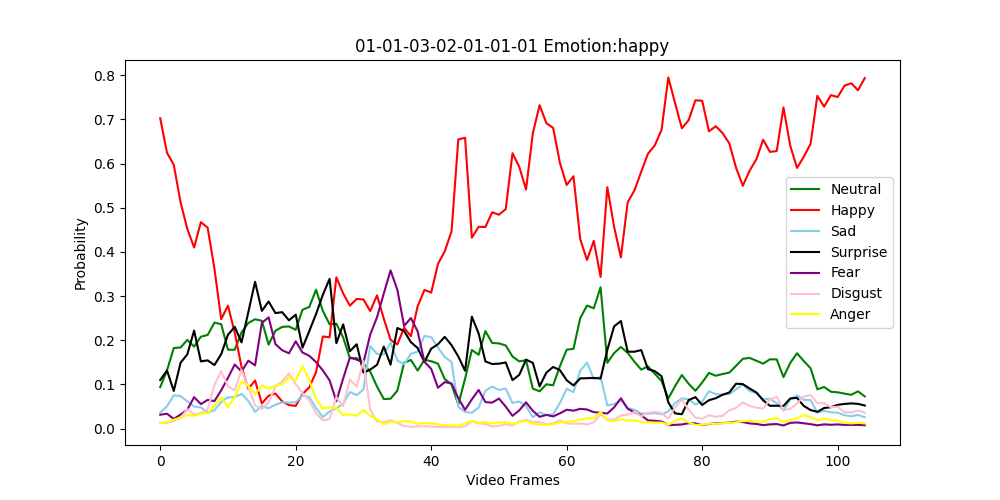 01-01-03-02-01-01-01 Emotion:happy
0.8
0.7
0.6
0.5
0.4
0.3
0.2
0.1
0.0
Probability
Neutral
Happy
Sad
Surprise
Fear
Disgust
Anger
0 20 40 60 80 100
Video Frames